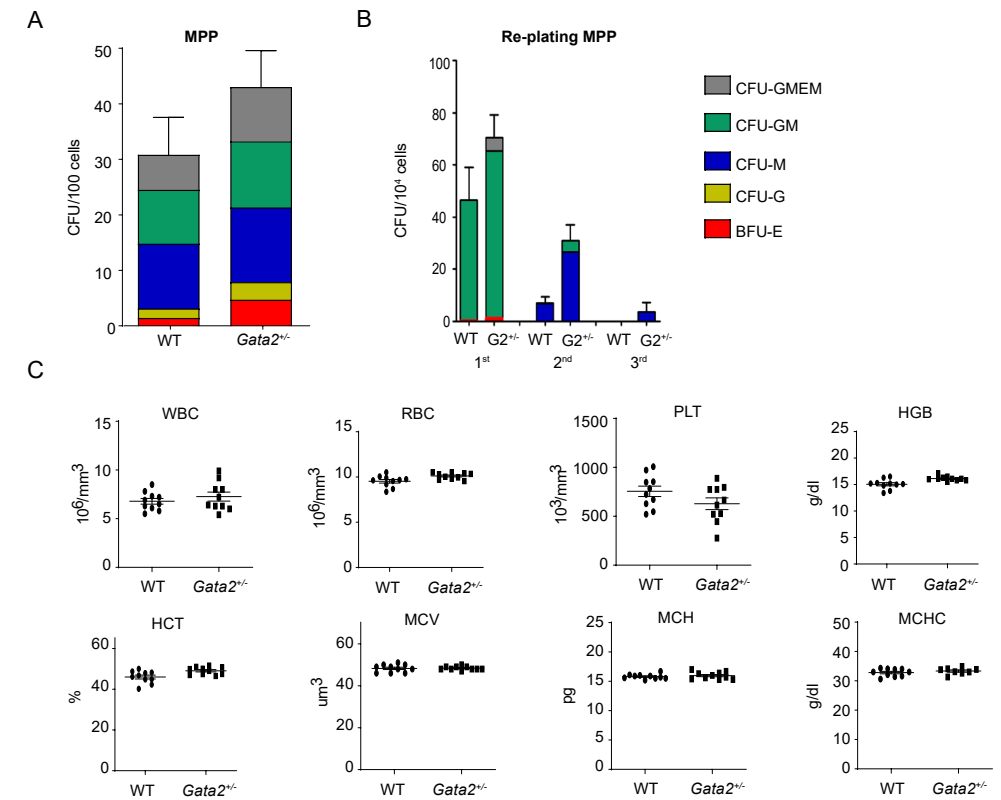 A
MPP
CFU/100 cells
50
40
30
20
10
0
WT
Gata2+/-
B
Re-plating MPP
CFU/10⁴ cells
100
80
60
40
20
0
WT G2+/- WT G2+/- WT G2+/-
1st 2nd 3rd
CFU-GMEM
CFU-GM
CFU-M
CFU-G
BFU-E
C
WBC
10⁶/mm³
15
10
5
0
WT Gata2+/-
RBC
10⁶/mm³
15
10
5
0
WT Gata2+/-
PLT
10³/mm³
1500
1000
500
0
WT Gata2+/-
HGB
g/dl
25
20
15
10
5
0
WT Gata2+/-
HCT
%
60
40
20
0
WT Gata2+/-
MCV
um³
60
40
20
0
WT Gata2+/-
MCH
pg
25
20
15
10
5
0
WT Gata2+/-
MCHC
g/dl
50
40
30
20
10
0
WT Gata2+/-